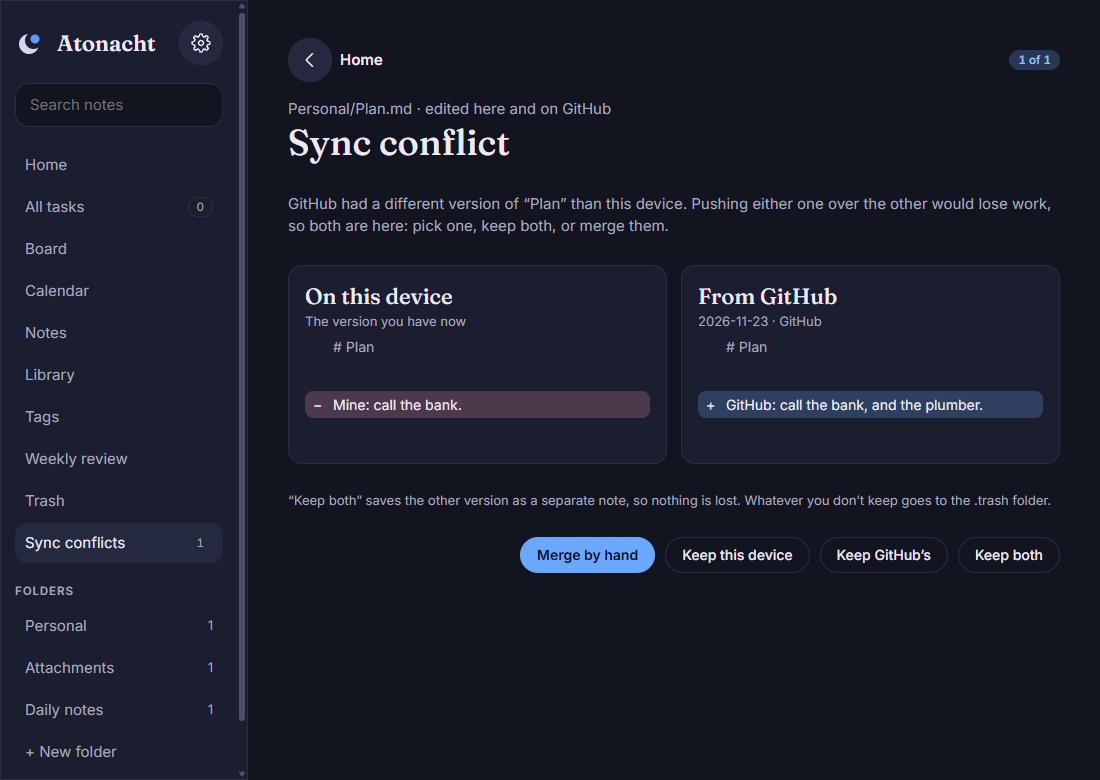 Atonacht
Search notes
Home
All tasks 0
Board
Calendar
Notes
Library
Tags
Weekly review
Trash
Sync conflicts 1
FOLDERS
Personal 1
Attachments 1
Daily notes 1
+ New folder
Home
1 of 1
Personal/Plan.md · edited here and on GitHub
Sync conflict
GitHub had a different version of “Plan” than this device. Pushing either one over the other would lose work,
so both are here: pick one, keep both, or merge them.
On this device
The version you have now
# Plan
− Mine: call the bank.
From GitHub
2026-11-23 · GitHub
# Plan
+ GitHub: call the bank, and the plumber.
“Keep both” saves the other version as a separate note, so nothing is lost. Whatever you don’t keep goes to the .trash folder.
Merge by hand
Keep this device
Keep GitHub’s
Keep both